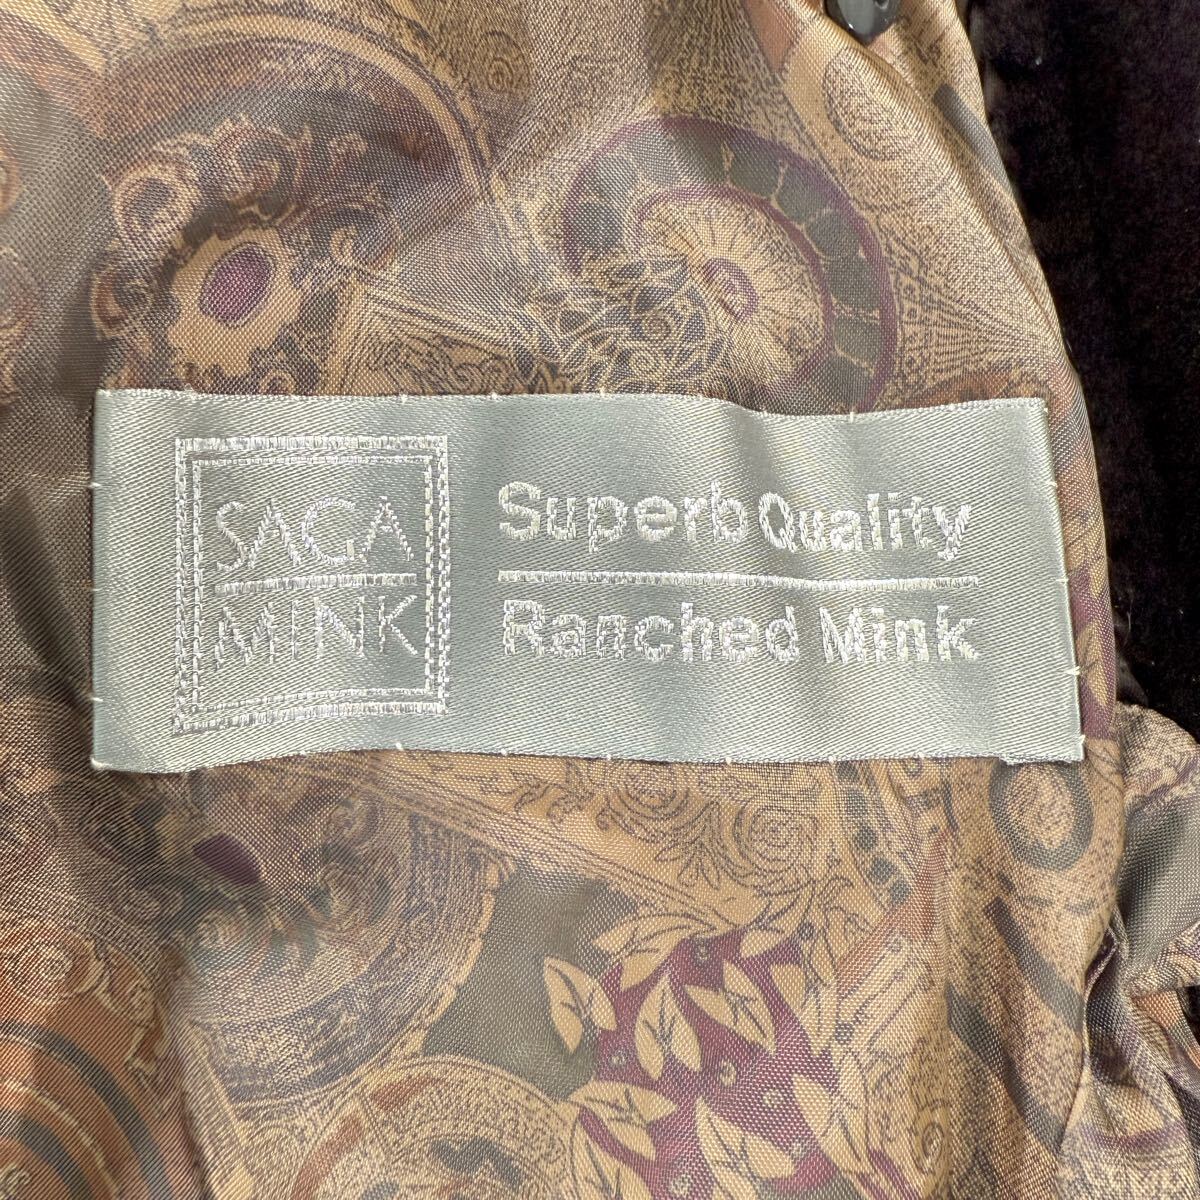 SAGA
MINK
Superb Quality
Ranched Mink